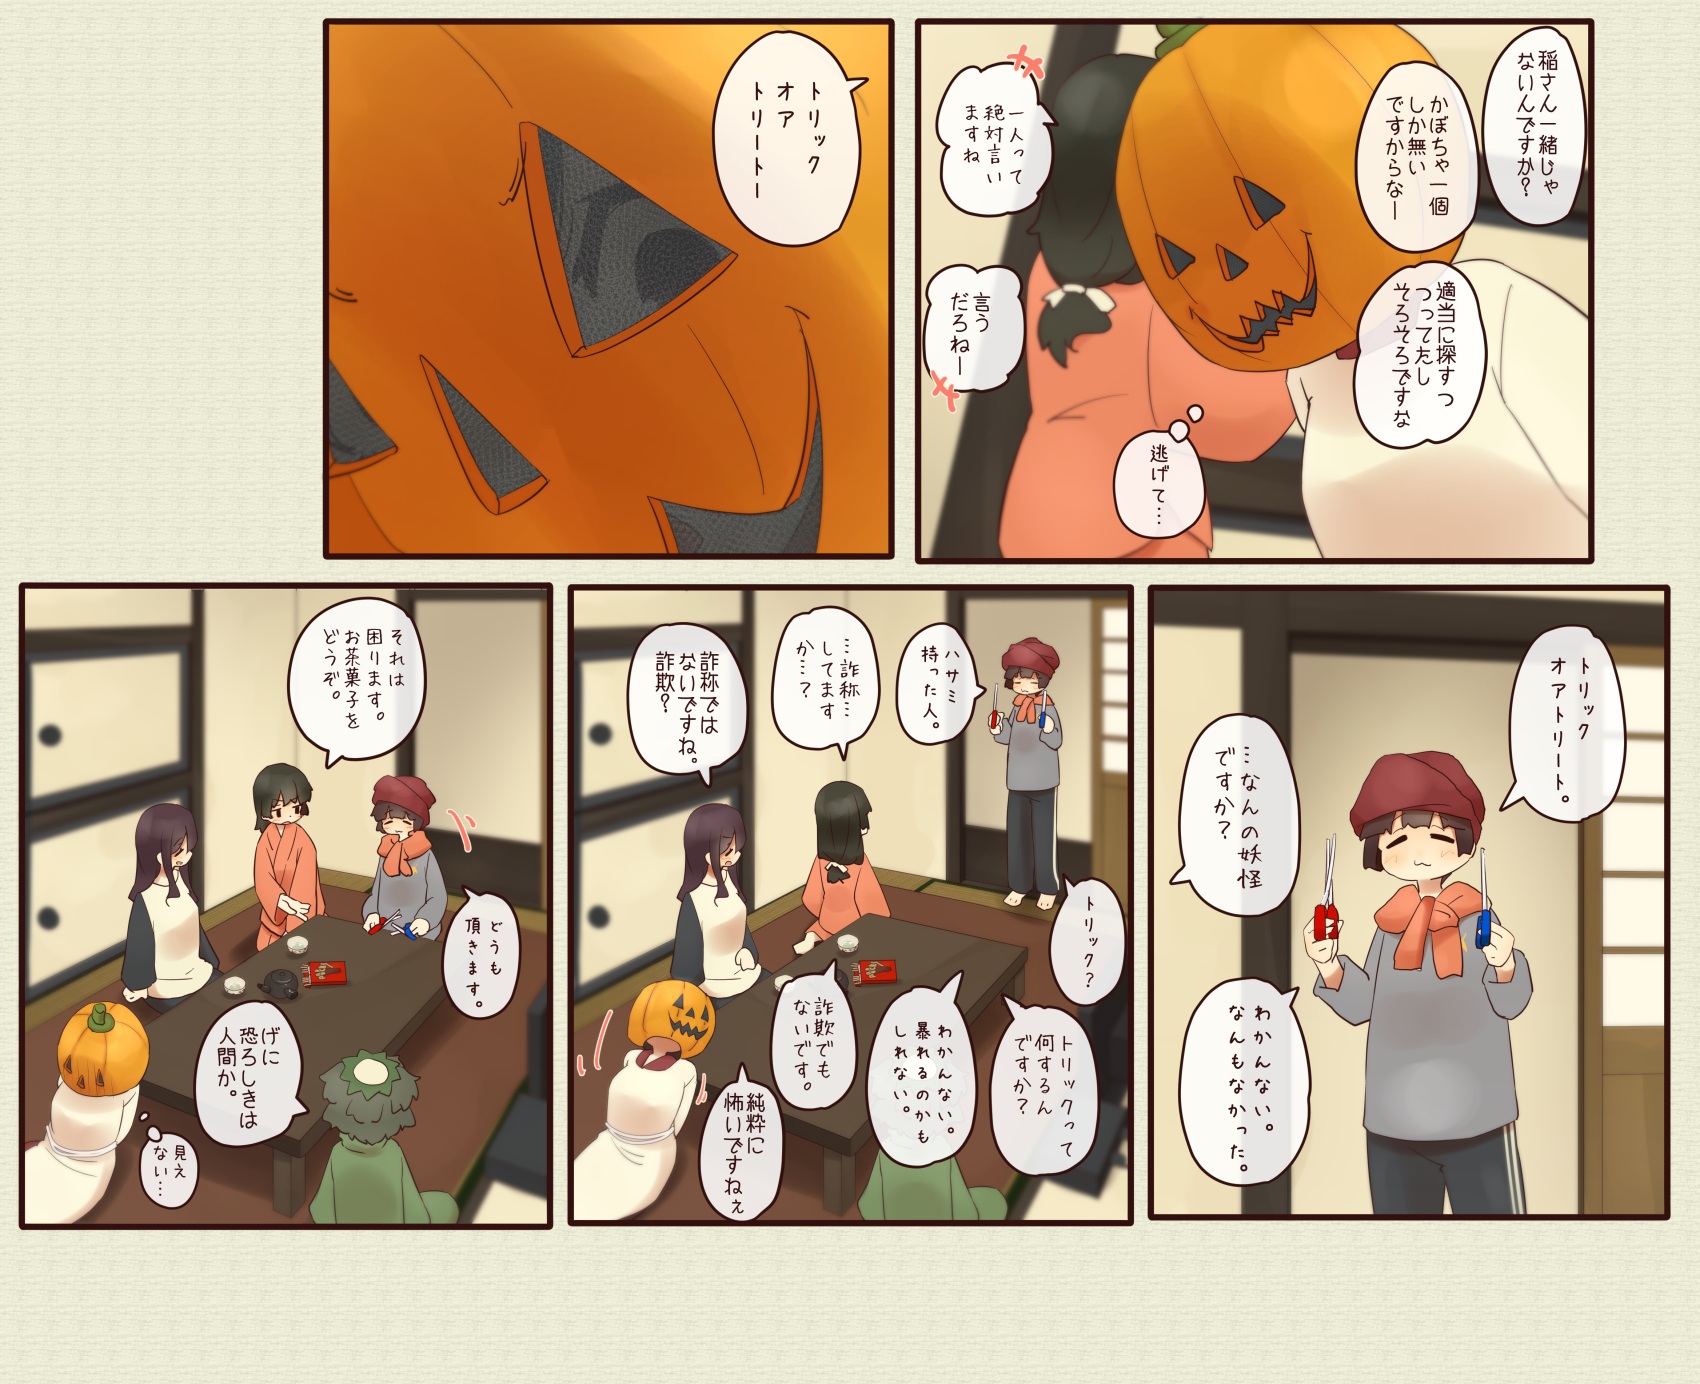 稲さん一緒じゃ
ないんですか?
かぼちゃ一個
しか無い
ですからなー
適当に探すっ
つってたし
そろそろですな
一人って
絶対言い
ますね
言う
だろねー
逃げて…
トリック
オア
トリートー
トリック
オアトリート。
…なんの妖怪
ですか?
わかんない。
なんもなかった。
ハサミ
持った人。
…詐称…
してます
か…?
詐称では
ないですね。
詐欺?
トリック?
トリックって
何するん
ですか?
わかんない。
暴れるのかも
しれない。
詐欺でも
ないです。
純粋に
怖いですねぇ
それは
困ります。
お茶菓子を
どうぞ。
どうも
頂きます。
げに
恐ろしきは
人間か。
見え
ない…